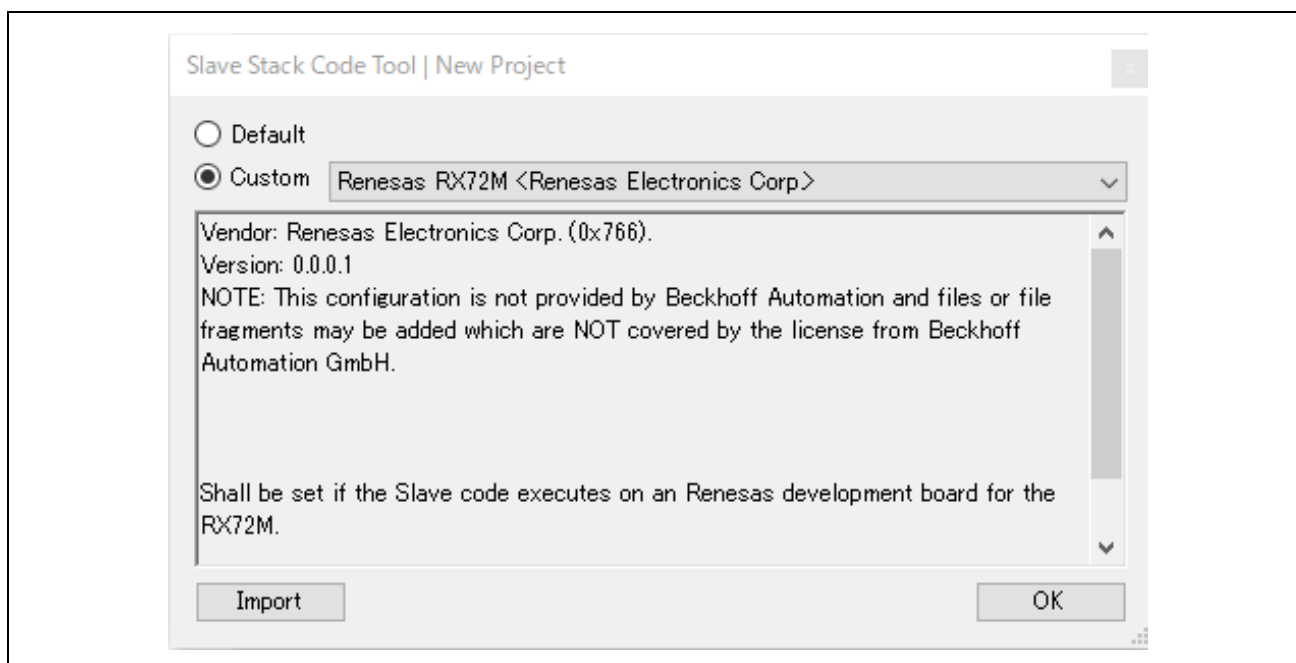 Slave Stack Code Tool | New Project
x
Default
Custom Renesas RX72M <Renesas Electronics Corp>
Vendor: Renesas Electronics Corp. (0x766).
Version: 0.0.0.1
NOTE: This configuration is not provided by Beckhoff Automation and files or file
fragments may be added which are NOT covered by the license from Beckhoff
Automation GmbH.
Shall be set if the Slave code executes on an Renesas development board for the
RX72M.
Import OK